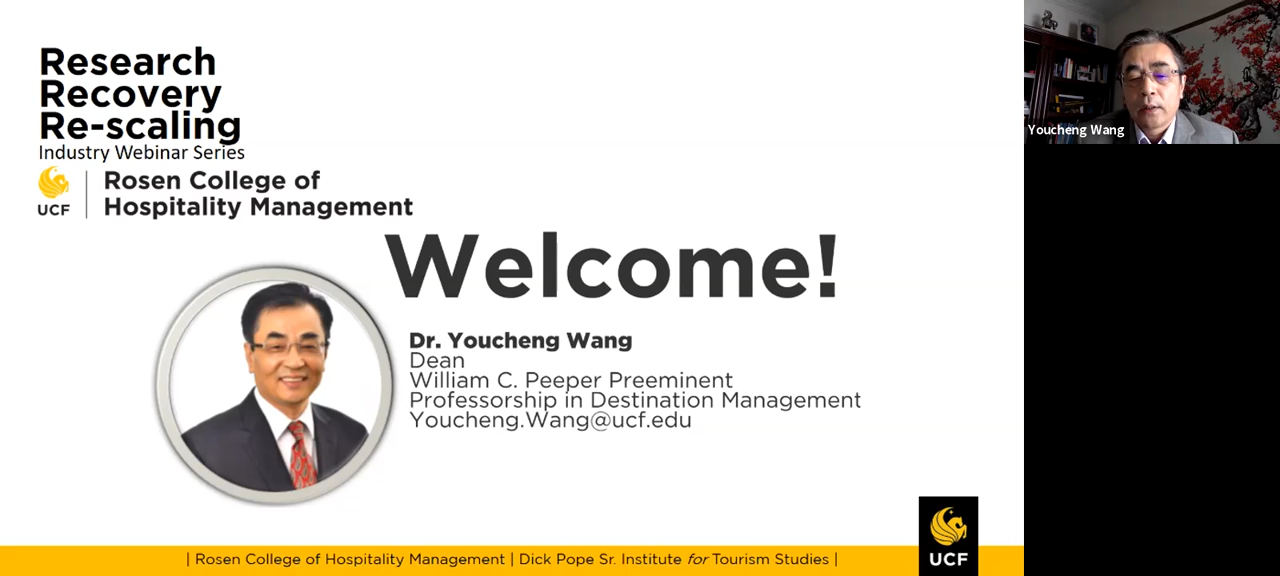 Research
Recovery
Re-scaling
Industry Webinar Series
UCF
Rosen College of
Hospitality Management
Welcome!
Dr. Youcheng Wang
Dean
William C. Peeper Preeminent
Professorship in Destination Management
Youcheng.Wang@ucf.edu
| Rosen College of Hospitality Management | Dick Pope Sr. Institute for Tourism Studies |
UCF
Youcheng Wang